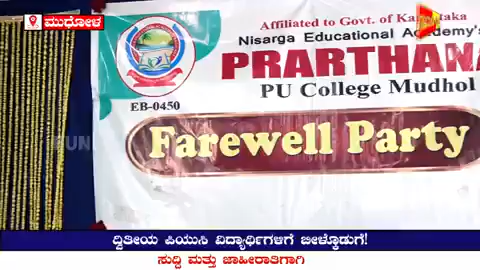 ಮುಧೋಳ
Affiliated to Govt. of Karnataka
Nisarga Educational Academy's
PRARTHANA
PU College Mudhol
EB-0450
Farewell Party
ದ್ವಿತೀಯ ಪಿಯುಸಿ ವಿದ್ಯಾರ್ಥಿಗಳಿಗೆ ಬೀಳ್ಕೊಡುಗೆ!
ಸುದ್ದಿ ಮತ್ತು ಜಾಹೀರಾತಿಗಾಗಿ